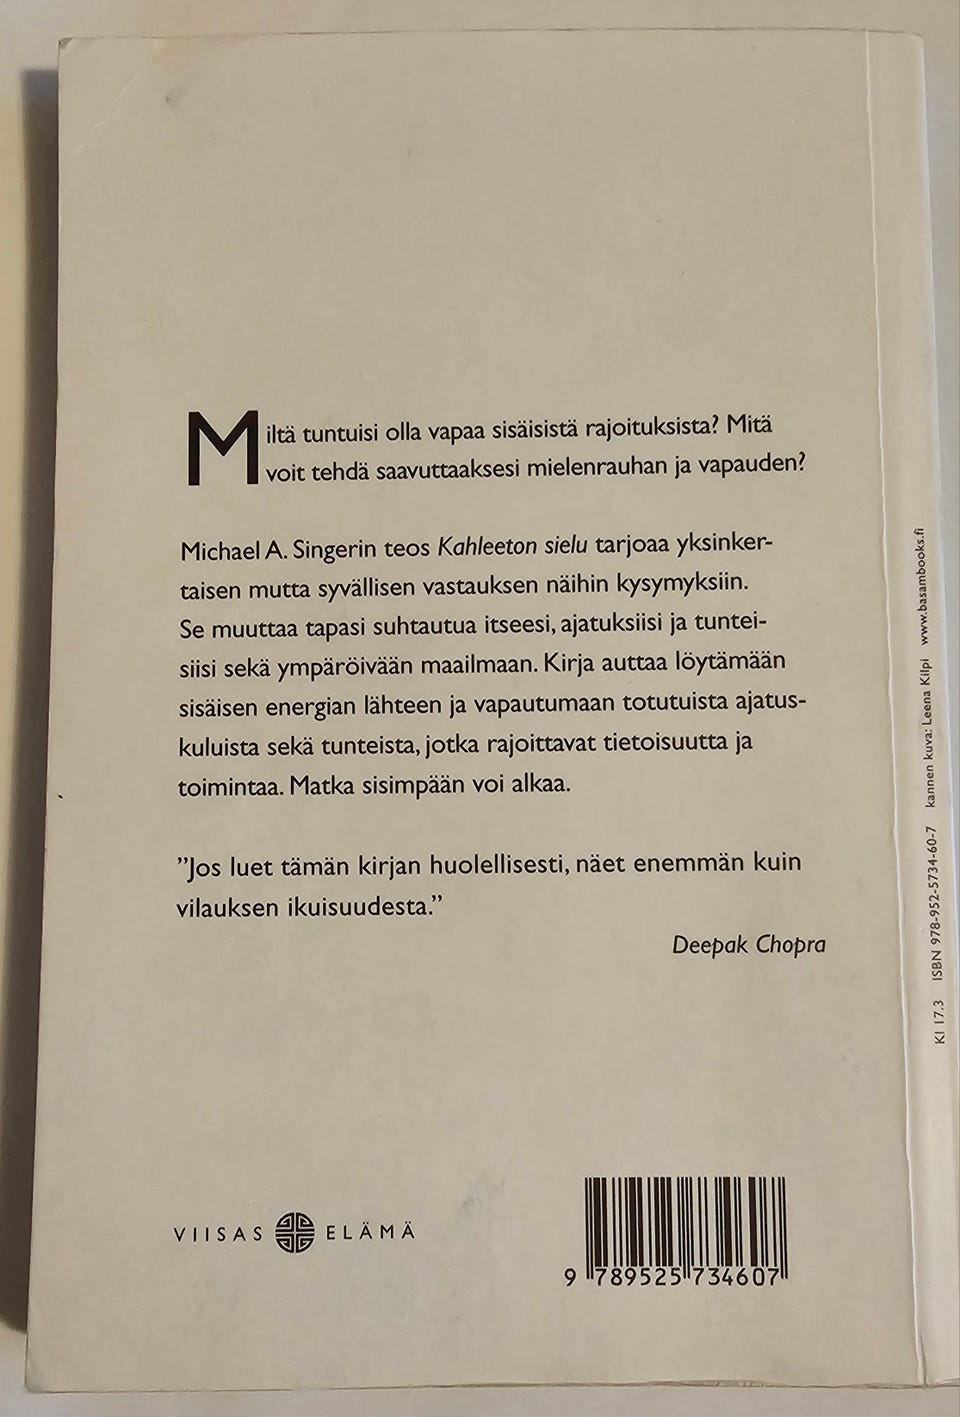 Miltä tuntuisi olla vapaa sisäisistä rajoituksista? Mitä
voit tehdä saavuttaaksesi mielenrauhan ja vapauden?
Michael A. Singerin teos Kahleeton sielu tarjoaa yksinker-
taisen mutta syvällisen vastauksen näihin kysymyksiin.
Se muuttaa tapasi suhtautua itseesi, ajatuksiisi ja tuntei-
siisi sekä ympäröivään maailmaan. Kirja auttaa löytämään
sisäisen energian lähteen ja vapautumaan totutuista ajatus-
kuluista sekä tunteista, jotka rajoittavat tietoisuutta ja
toimintaa. Matka sisimpään voi alkaa.
”Jos luet tämän kirjan huolellisesti, näet enemmän kuin
vilauksen ikuisuudesta.”
Deepak Chopra
VIISAS ELÄMÄ
9 789525 734607
Kl 17.3 ISBN 978-952-5734-60-7 kannen kuva: Leena Kilpi www.basambooks.fi